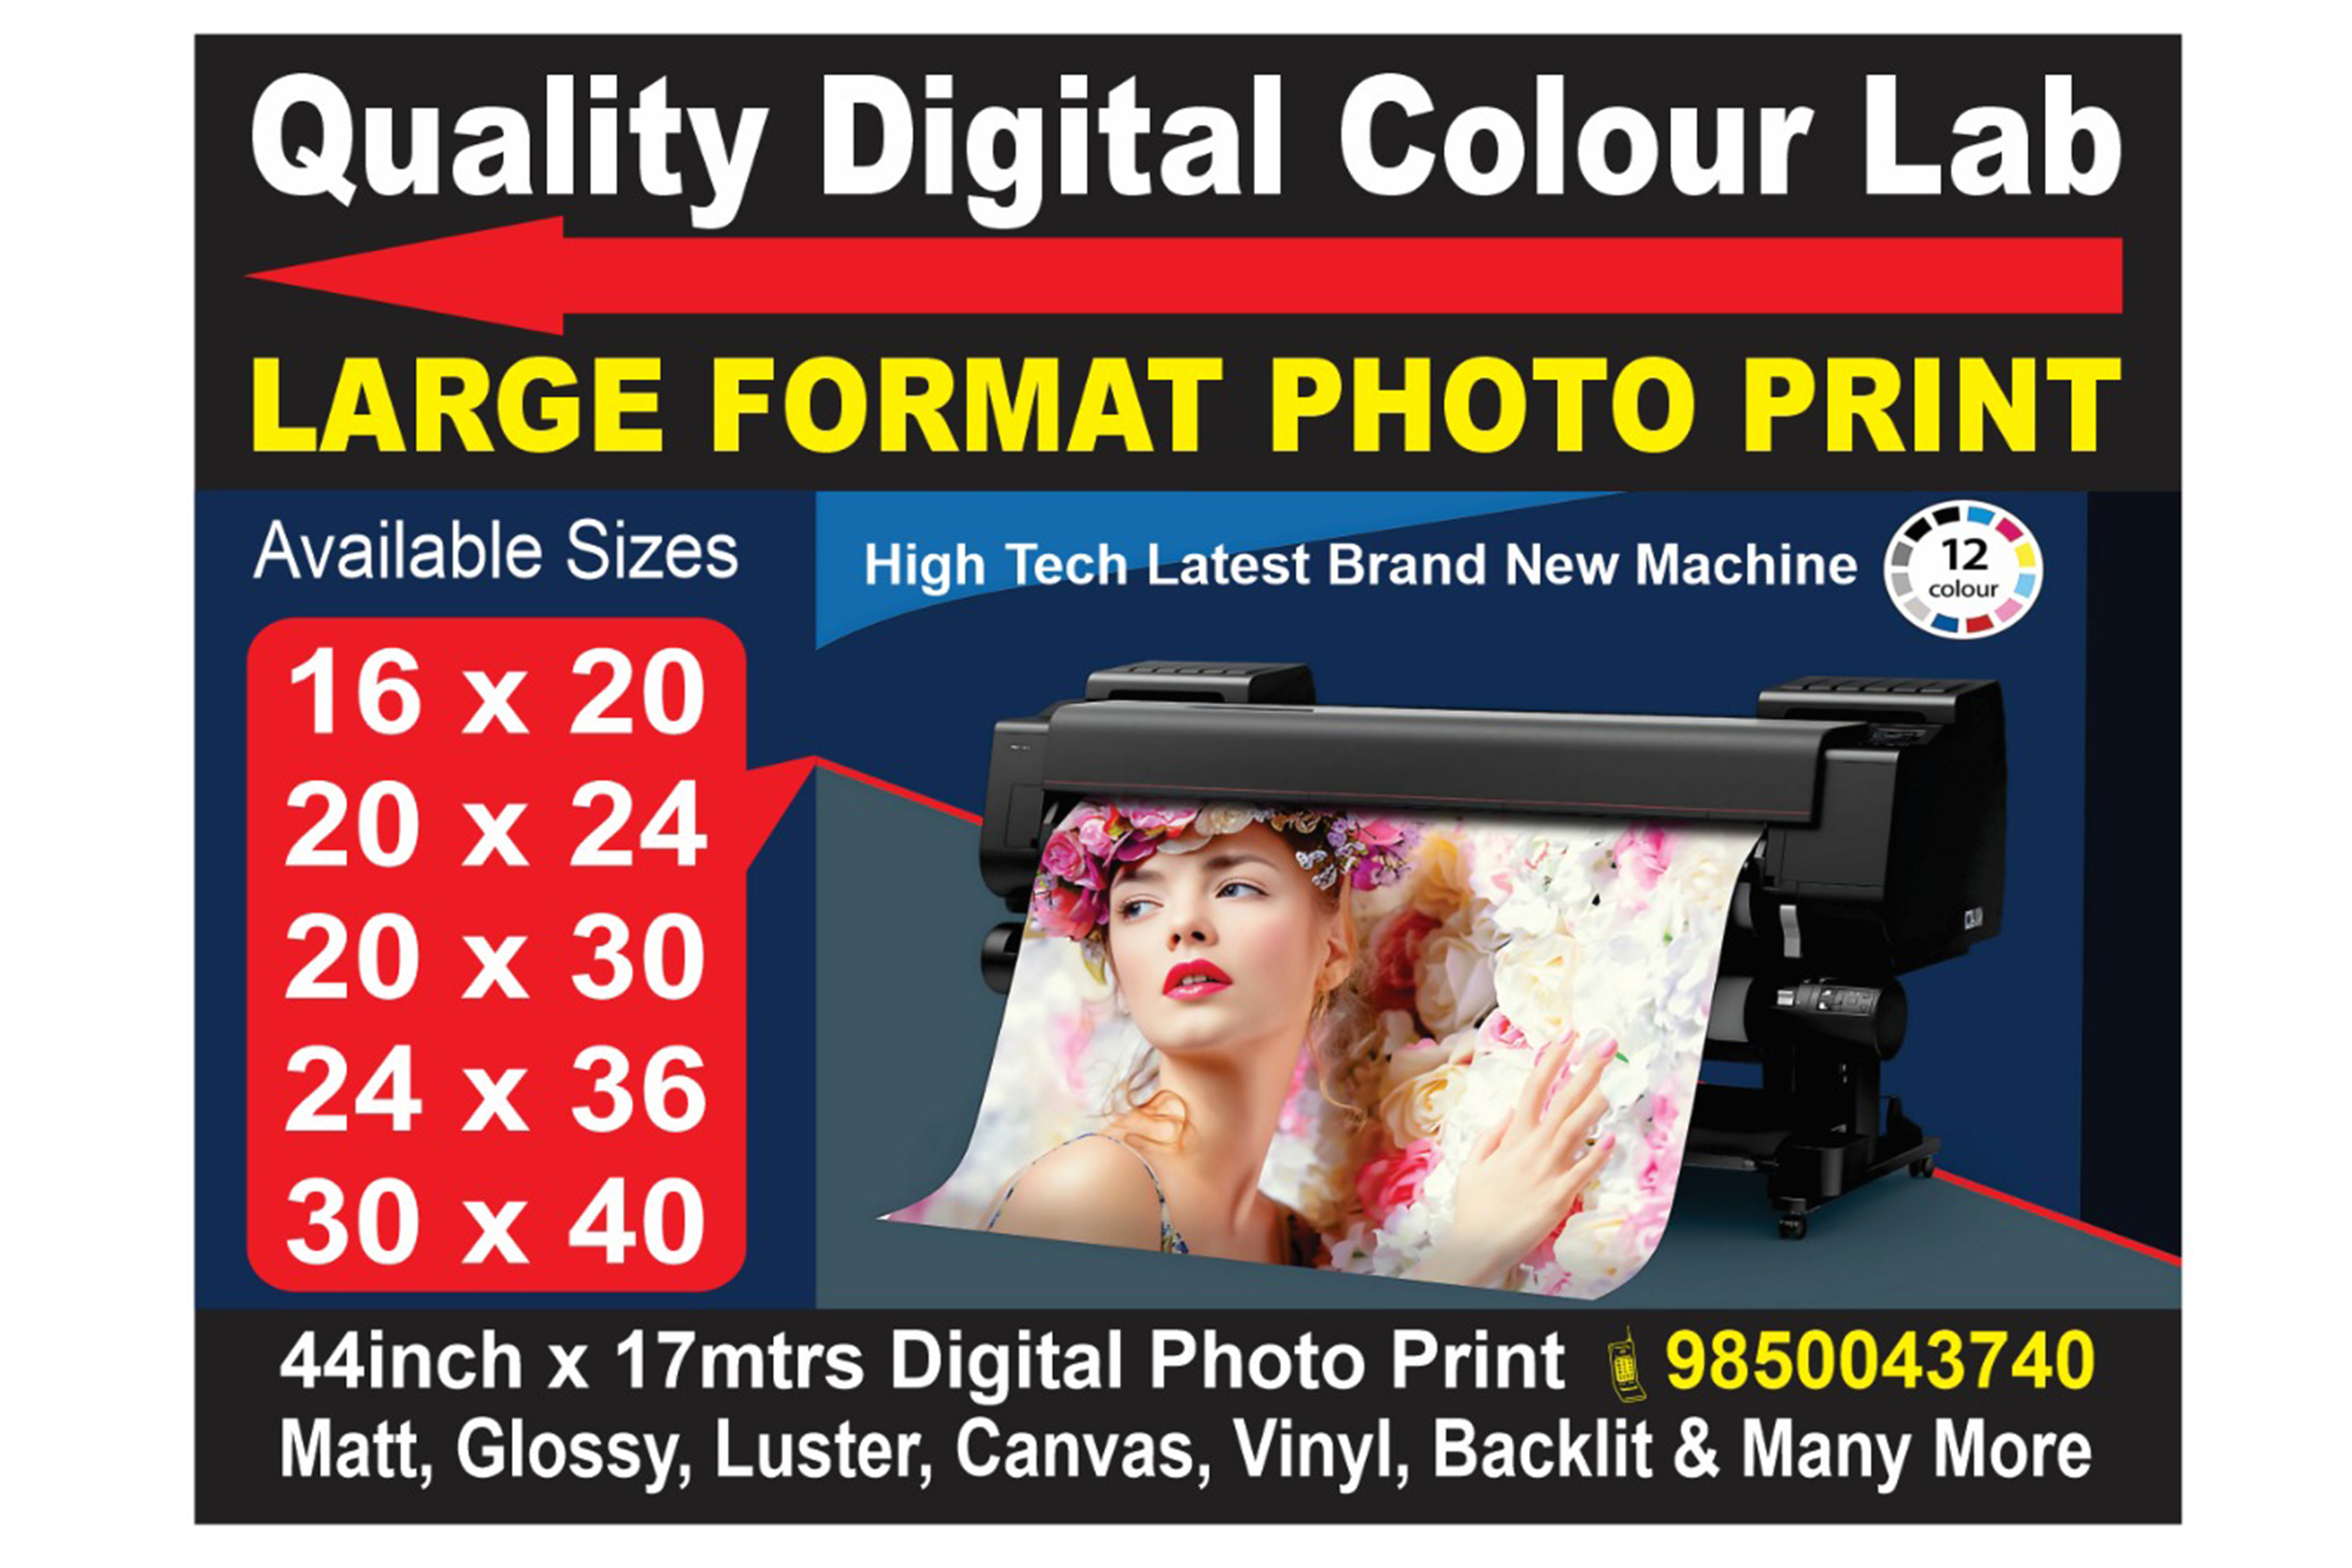 Quality Digital Colour Lab
LARGE FORMAT PHOTO PRINT
Available Sizes
16 x 20
20 x 24
20 x 30
24 x 36
30 x 40
High Tech Latest Brand New Machine
12
colour
44inch x 17mtrs Digital Photo Print 9850043740
Matt, Glossy, Luster, Canvas, Vinyl, Backlit & Many More